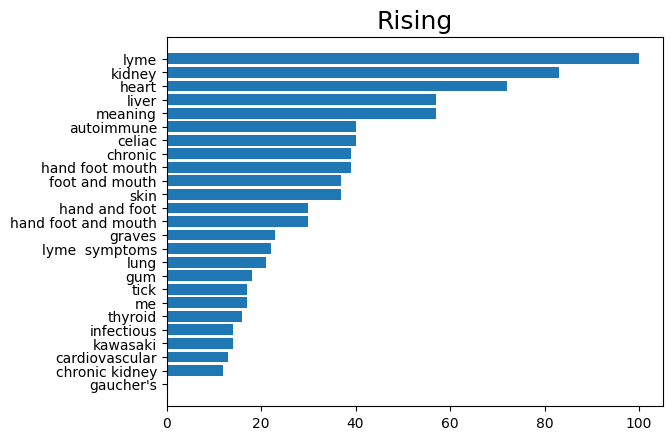 Rising
lyme
kidney
heart
liver
meaning
autoimmune
celiac
chronic
hand foot mouth
foot and mouth
skin
hand and foot
hand foot and mouth
graves
lyme  symptoms
lung
gum
tick
me
thyroid
infectious
kawasaki
cardiovascular
chronic kidney
gaucher's
0 20 40 60 80 100